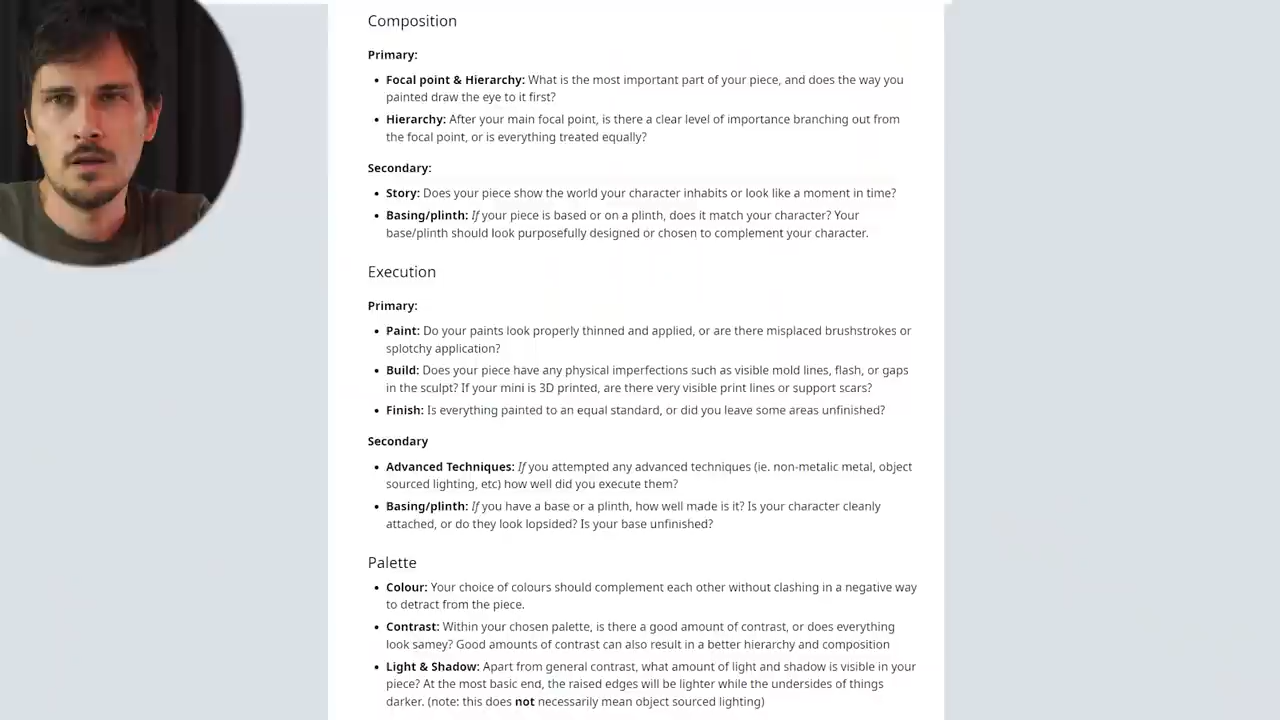 Composition
Primary:
• Focal point & Hierarchy: What is the most important part of your piece, and does the way you
painted draw the eye to it first?
• Hierarchy: After your main focal point, is there a clear level of importance branching out from
the focal point, or is everything treated equally?
Secondary:
• Story: Does your piece show the world your character inhabits or look like a moment in time?
• Basing/plinth: If your piece is based or on a plinth, does it match your character? Your
base/plinth should look purposefully designed or chosen to complement your character.
Execution
Primary:
• Paint: Do your paints look properly thinned and applied, or are there misplaced brushstrokes or
splotchy application?
• Build: Does your piece have any physical imperfections such as visible mold lines, flash, or gaps
in the sculpt? If your mini is 3D printed, are there very visible print lines or support scars?
• Finish: Is everything painted to an equal standard, or did you leave some areas unfinished?
Secondary
• Advanced Techniques: If you attempted any advanced techniques (ie. non-metalic metal, object
sourced lighting, etc) how well did you execute them?
• Basing/plinth: If you have a base or a plinth, how well made is it? Is your character cleanly
attached, or do they look lopsided? Is your base unfinished?
Palette
• Colour: Your choice of colours should complement each other without clashing in a negative way
to detract from the piece.
• Contrast: Within your chosen palette, is there a good amount of contrast, or does everything
look samey? Good amounts of contrast can also result in a better hierarchy and composition
• Light & Shadow: Apart from general contrast, what amount of light and shadow is visible in your
piece? At the most basic end, the raised edges will be lighter while the undersides of things
darker. (note: this does not necessarily mean object sourced lighting)